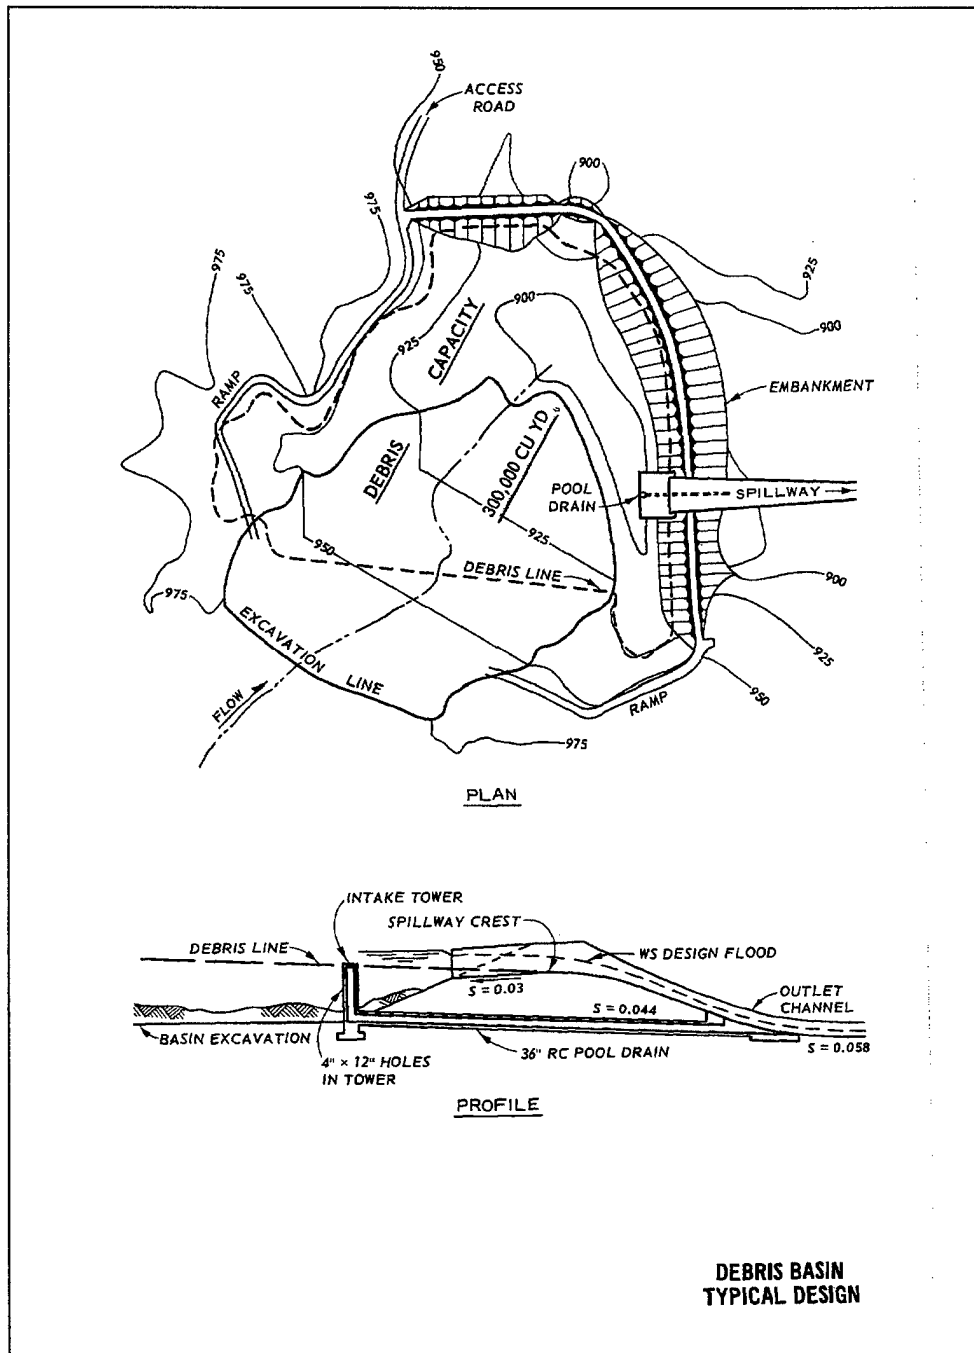 950
ACCESS
ROAD
900
975
975
975
925
900
900
925
CAPACITY
RAMP
EMBANKMENT
DEBRIS
300,000 CU YD.
POOL
DRAIN
SPILLWAY
950
925
DEBRIS LINE
900
975
EXCAVATION
LINE
925
950
RAMP
FLOW
975
PLAN
INTAKE TOWER
SPILLWAY CREST
DEBRIS LINE
WS DESIGN FLOOD
S = 0.03
OUTLET
CHANNEL
S = 0.044
BASIN EXCAVATION
4" × 12" HOLES
IN TOWER
36" RC POOL DRAIN
S = 0.058
PROFILE
DEBRIS BASIN
TYPICAL DESIGN